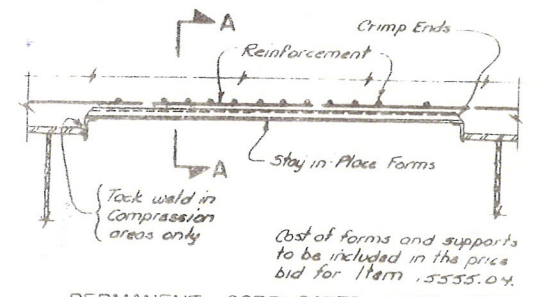 A
Crimp Ends
Reinforcement
Stay-in-Place Forms
A
Tack weld in
Compression
areas only
Cost of forms and supports
to be included in the price
bid for Item .5555.04.
PERMANENT